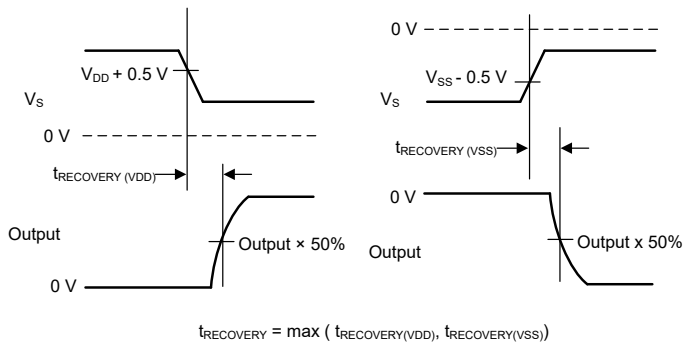 V_DD + 0.5 V
V_S
0 V
t_RECOVERY (VDD)
Output
Output × 50%
0 V
0 V
V_SS - 0.5 V
V_S
t_RECOVERY (VSS)
0 V
Output
Output x 50%
t_RECOVERY = max ( t_RECOVERY(VDD), t_RECOVERY(VSS))